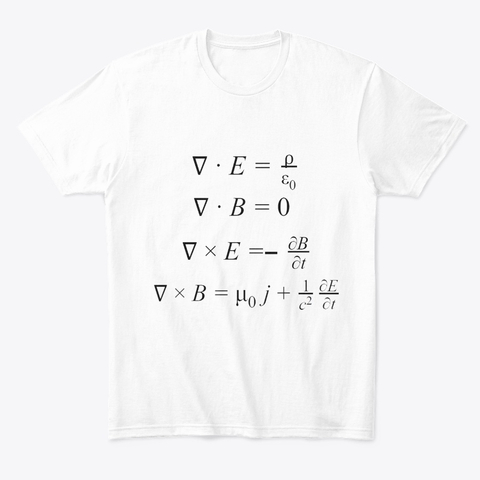 ∇ · E = ρ/ε₀
∇ · B = 0
∇ × E = − ∂B/∂t
∇ × B = μ₀ j + 1/c² ∂E/∂t